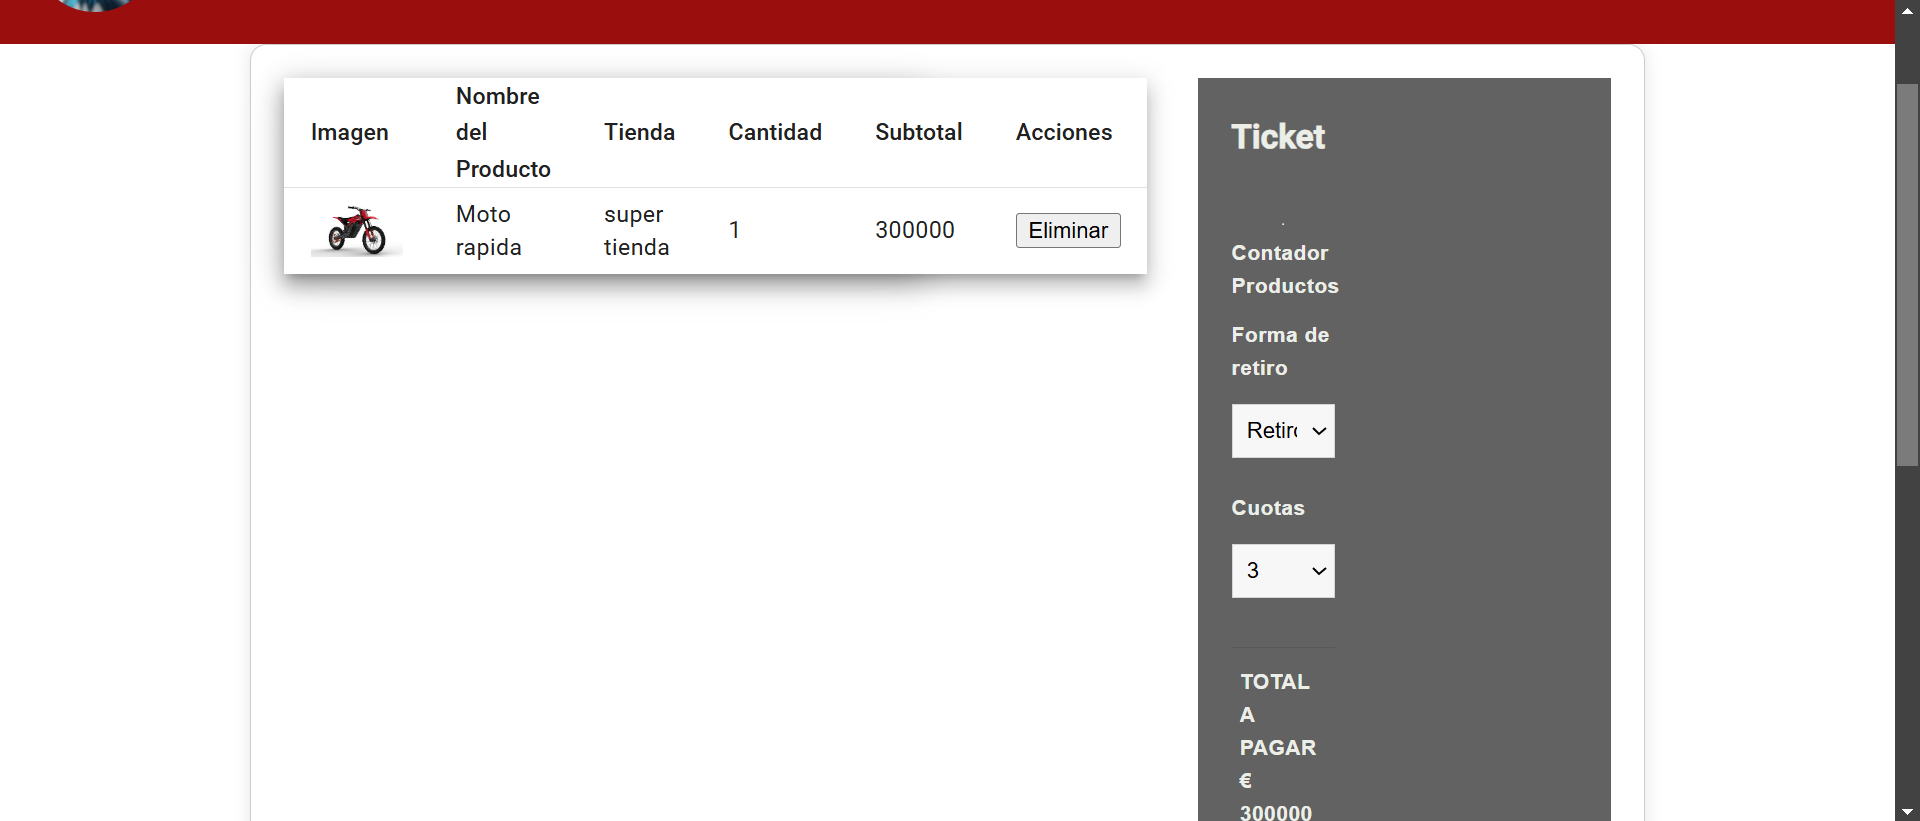 Imagen
Nombre
del
Producto
Tienda
Cantidad
Subtotal
Acciones
Moto
rapida
super
tienda
1
300000
Eliminar
Ticket
Contador
Productos
Forma de
retiro
Retiro
Cuotas
3
TOTAL
A
PAGAR
€
300000